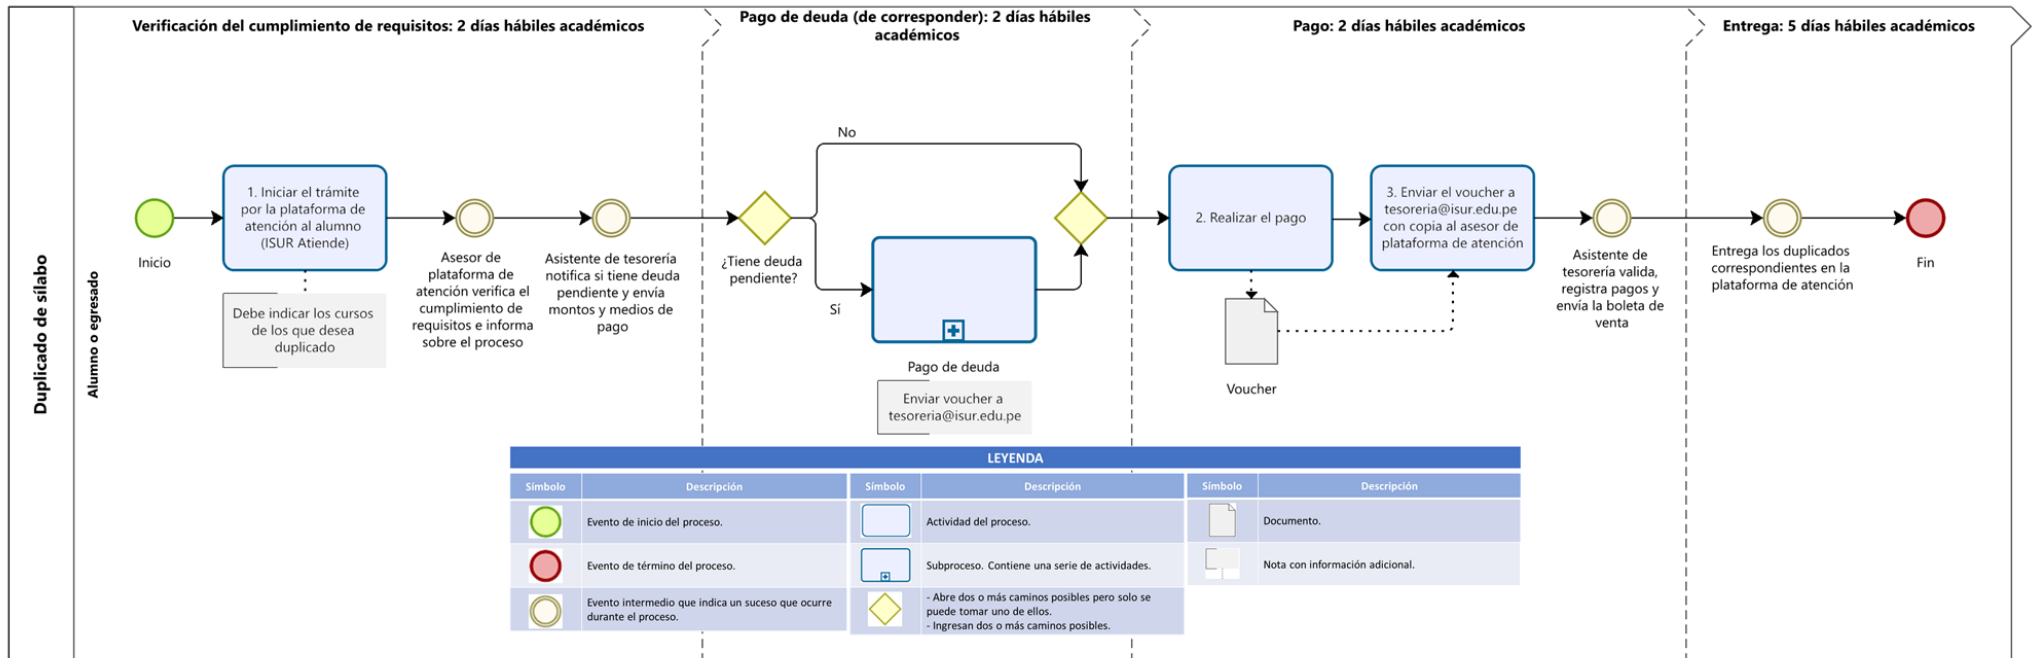 Verificación del cumplimiento de requisitos: 2 días hábiles académicos
Pago de deuda (de corresponder): 2 días hábiles
académicos
Pago: 2 días hábiles académicos
Entrega: 5 días hábiles académicos
Duplicado de sílabo
Alumno o egresado
Inicio
1. Iniciar el trámite
por la plataforma de
atención al alumno
(ISUR Atiende)
Debe indicar los cursos
de los que desea
duplicado
Asesor de
plataforma de
atención verifica el
cumplimiento de
requisitos e informa
sobre el proceso
Asistente de tesorería
notifica si tiene deuda
pendiente y envía
montos y medios de
pago
¿Tiene deuda
pendiente?
No
Sí
Pago de deuda
Enviar voucher a
tesoreria@isur.edu.pe
2. Realizar el pago
Voucher
3. Enviar el voucher a
tesoreria@isur.edu.pe
con copia al asesor de
plataforma de atención
Asistente de
tesorería valida,
registra pagos y
envía la boleta de
venta
Entrega los duplicados
correspondientes en la
plataforma de atención
Fin
LEYENDA
Símbolo
Descripción
Símbolo
Descripción
Símbolo
Descripción
Evento de inicio del proceso.
Actividad del proceso.
Documento.
Evento de término del proceso.
Subproceso. Contiene una serie de actividades.
Nota con información adicional.
Evento intermedio que indica un suceso que ocurre
durante el proceso.
- Abre dos o más caminos posibles pero solo se
puede tomar uno de ellos.
- Ingresan dos o más caminos posibles.